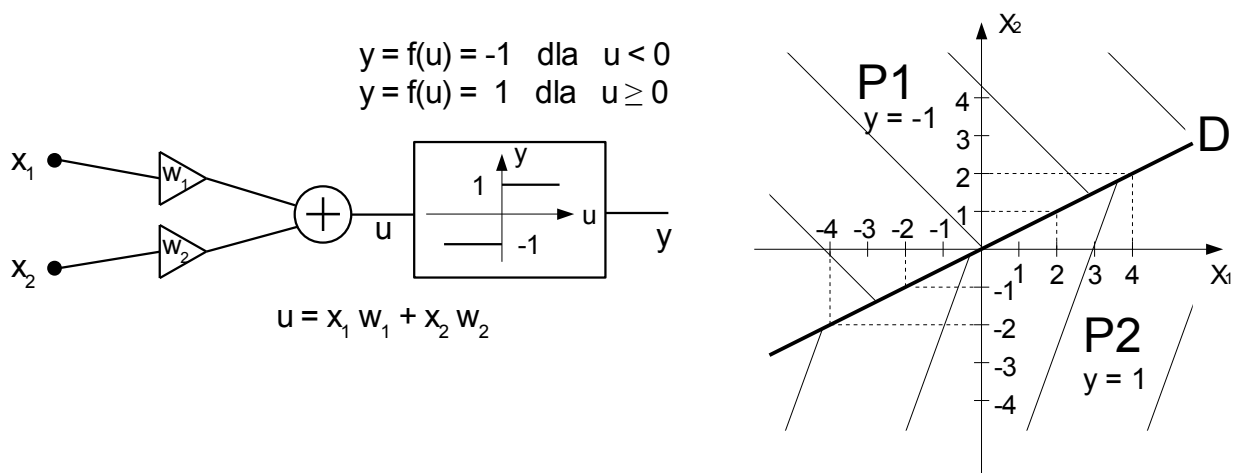 y = f(u) = -1 dla u < 0
y = f(u) = 1 dla u ≥ 0
x₁
w₁
x₂
w₂
u
y
1
-1
u
y
u = x₁ w₁ + x₂ w₂
X₂
P1
y = -1
D
4
3
2
1
-4 -3 -2 -1
1 2 3 4
X₁
-1
-2
-3
-4
P2
y = 1